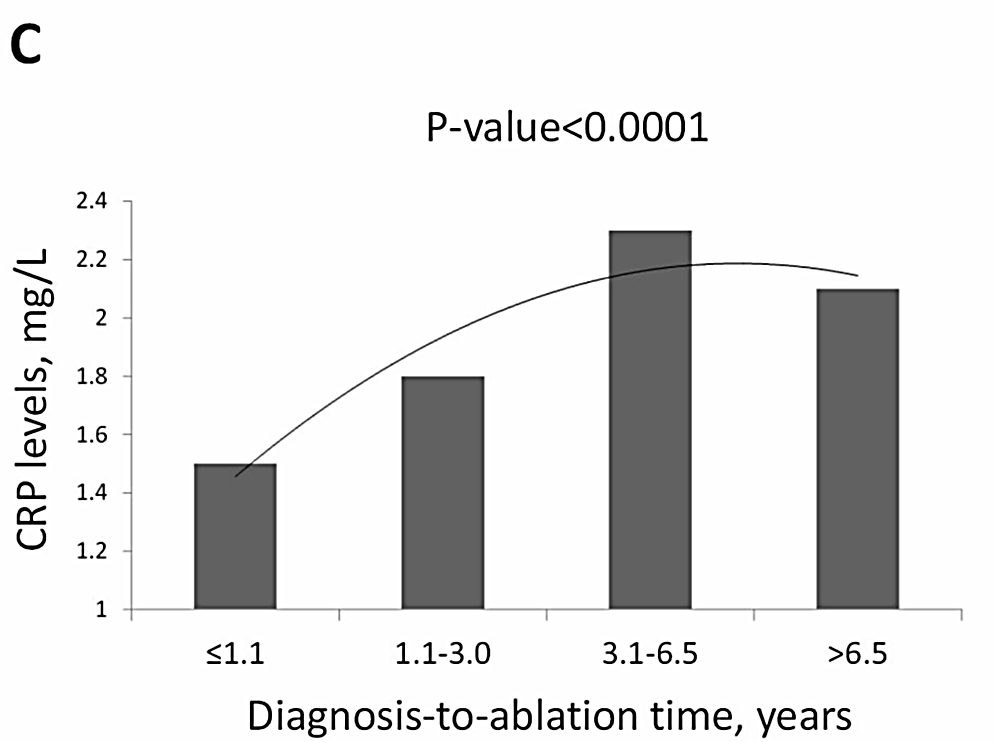 C
P-value<0.0001
CRP levels, mg/L
2.4
2.2
2
1.8
1.6
1.4
1.2
1
≤1.1 1.1-3.0 3.1-6.5 >6.5
Diagnosis-to-ablation time, years